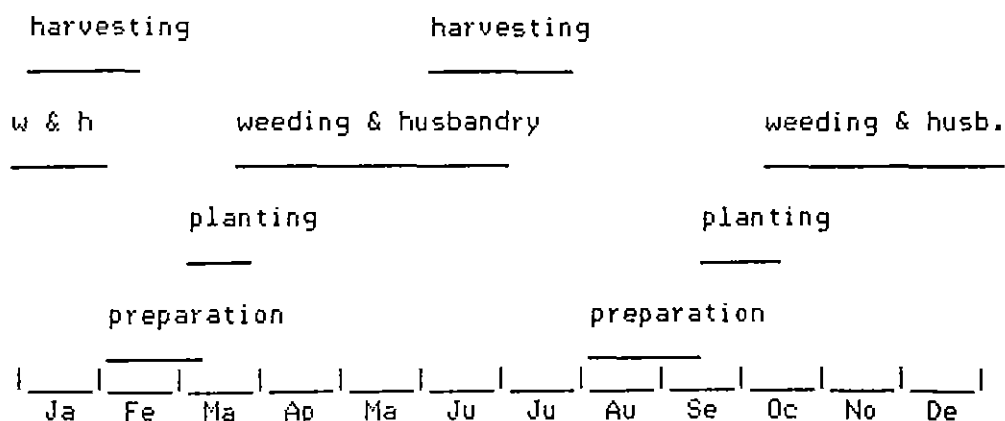 harvesting harvesting
w & h weeding & husbandry weeding & husb.
planting planting
preparation preparation
Ja Fe Ma Ap Ma Ju Ju Au Se Oc No De